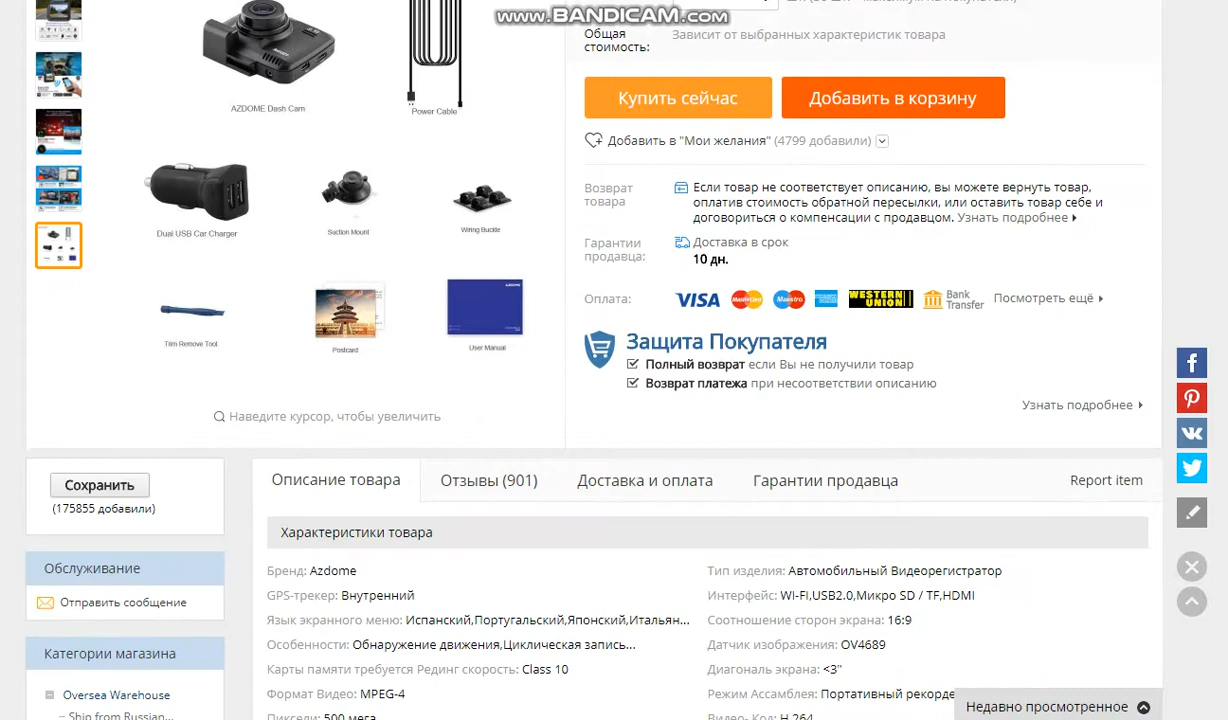 www.BANDICAM.com
Общая
стоимость:
Зависит от выбранных характеристик товара
AZDOME Dash Cam
Power Cable
Купить сейчас
Добавить в корзину
Добавить в "Мои желания" (4799 добавили)
Dual USB Car Charger
Suction Mount
Wiring Buckle
Возврат
товара
Если товар не соответствует описанию, вы можете вернуть товар,
оплатив стоимость обратной пересылки, или оставить товар себе и
договориться о компенсации с продавцом. Узнать подробнее
Гарантии
продавца:
Доставка в срок
10 дн.
Оплата:
VISA
MasterCard
Maestro
WESTERN
UNION
Bank
Transfer
Посмотреть ещё
Trim Remove Tool
Postcard
User Manual
Защита Покупателя
Полный возврат если Вы не получили товар
Возврат платежа при несоответствии описанию
Узнать подробнее
Наведите курсор, чтобы увеличить
Сохранить
(175855 добавили)
Описание товара
Отзывы (901)
Доставка и оплата
Гарантии продавца
Report item
Характеристики товара
Обслуживание
Отправить сообщение
Категории магазина
Oversea Warehouse
Ship from Russian...
Бренд: Azdome
Тип изделия: Автомобильный Видеорегистратор
GPS-трекер: Внутренний
Интерфейс: WI-FI,USB2.0,Микро SD / TF,HDMI
Язык экранного меню: Испанский,Португальский,Японский,Итальян...
Соотношение сторон экрана: 16:9
Особенности: Обнаружение движения,Циклическая запись...
Датчик изображения: OV4689
Карты памяти требуется Рединг скорость: Class 10
Диагональ экрана: <3"
Формат Видео: MPEG-4
Режим Ассамблея: Портативный рекорде
Пиксели: 500 мега
Видео- Код: H.264
Недавно просмотренное